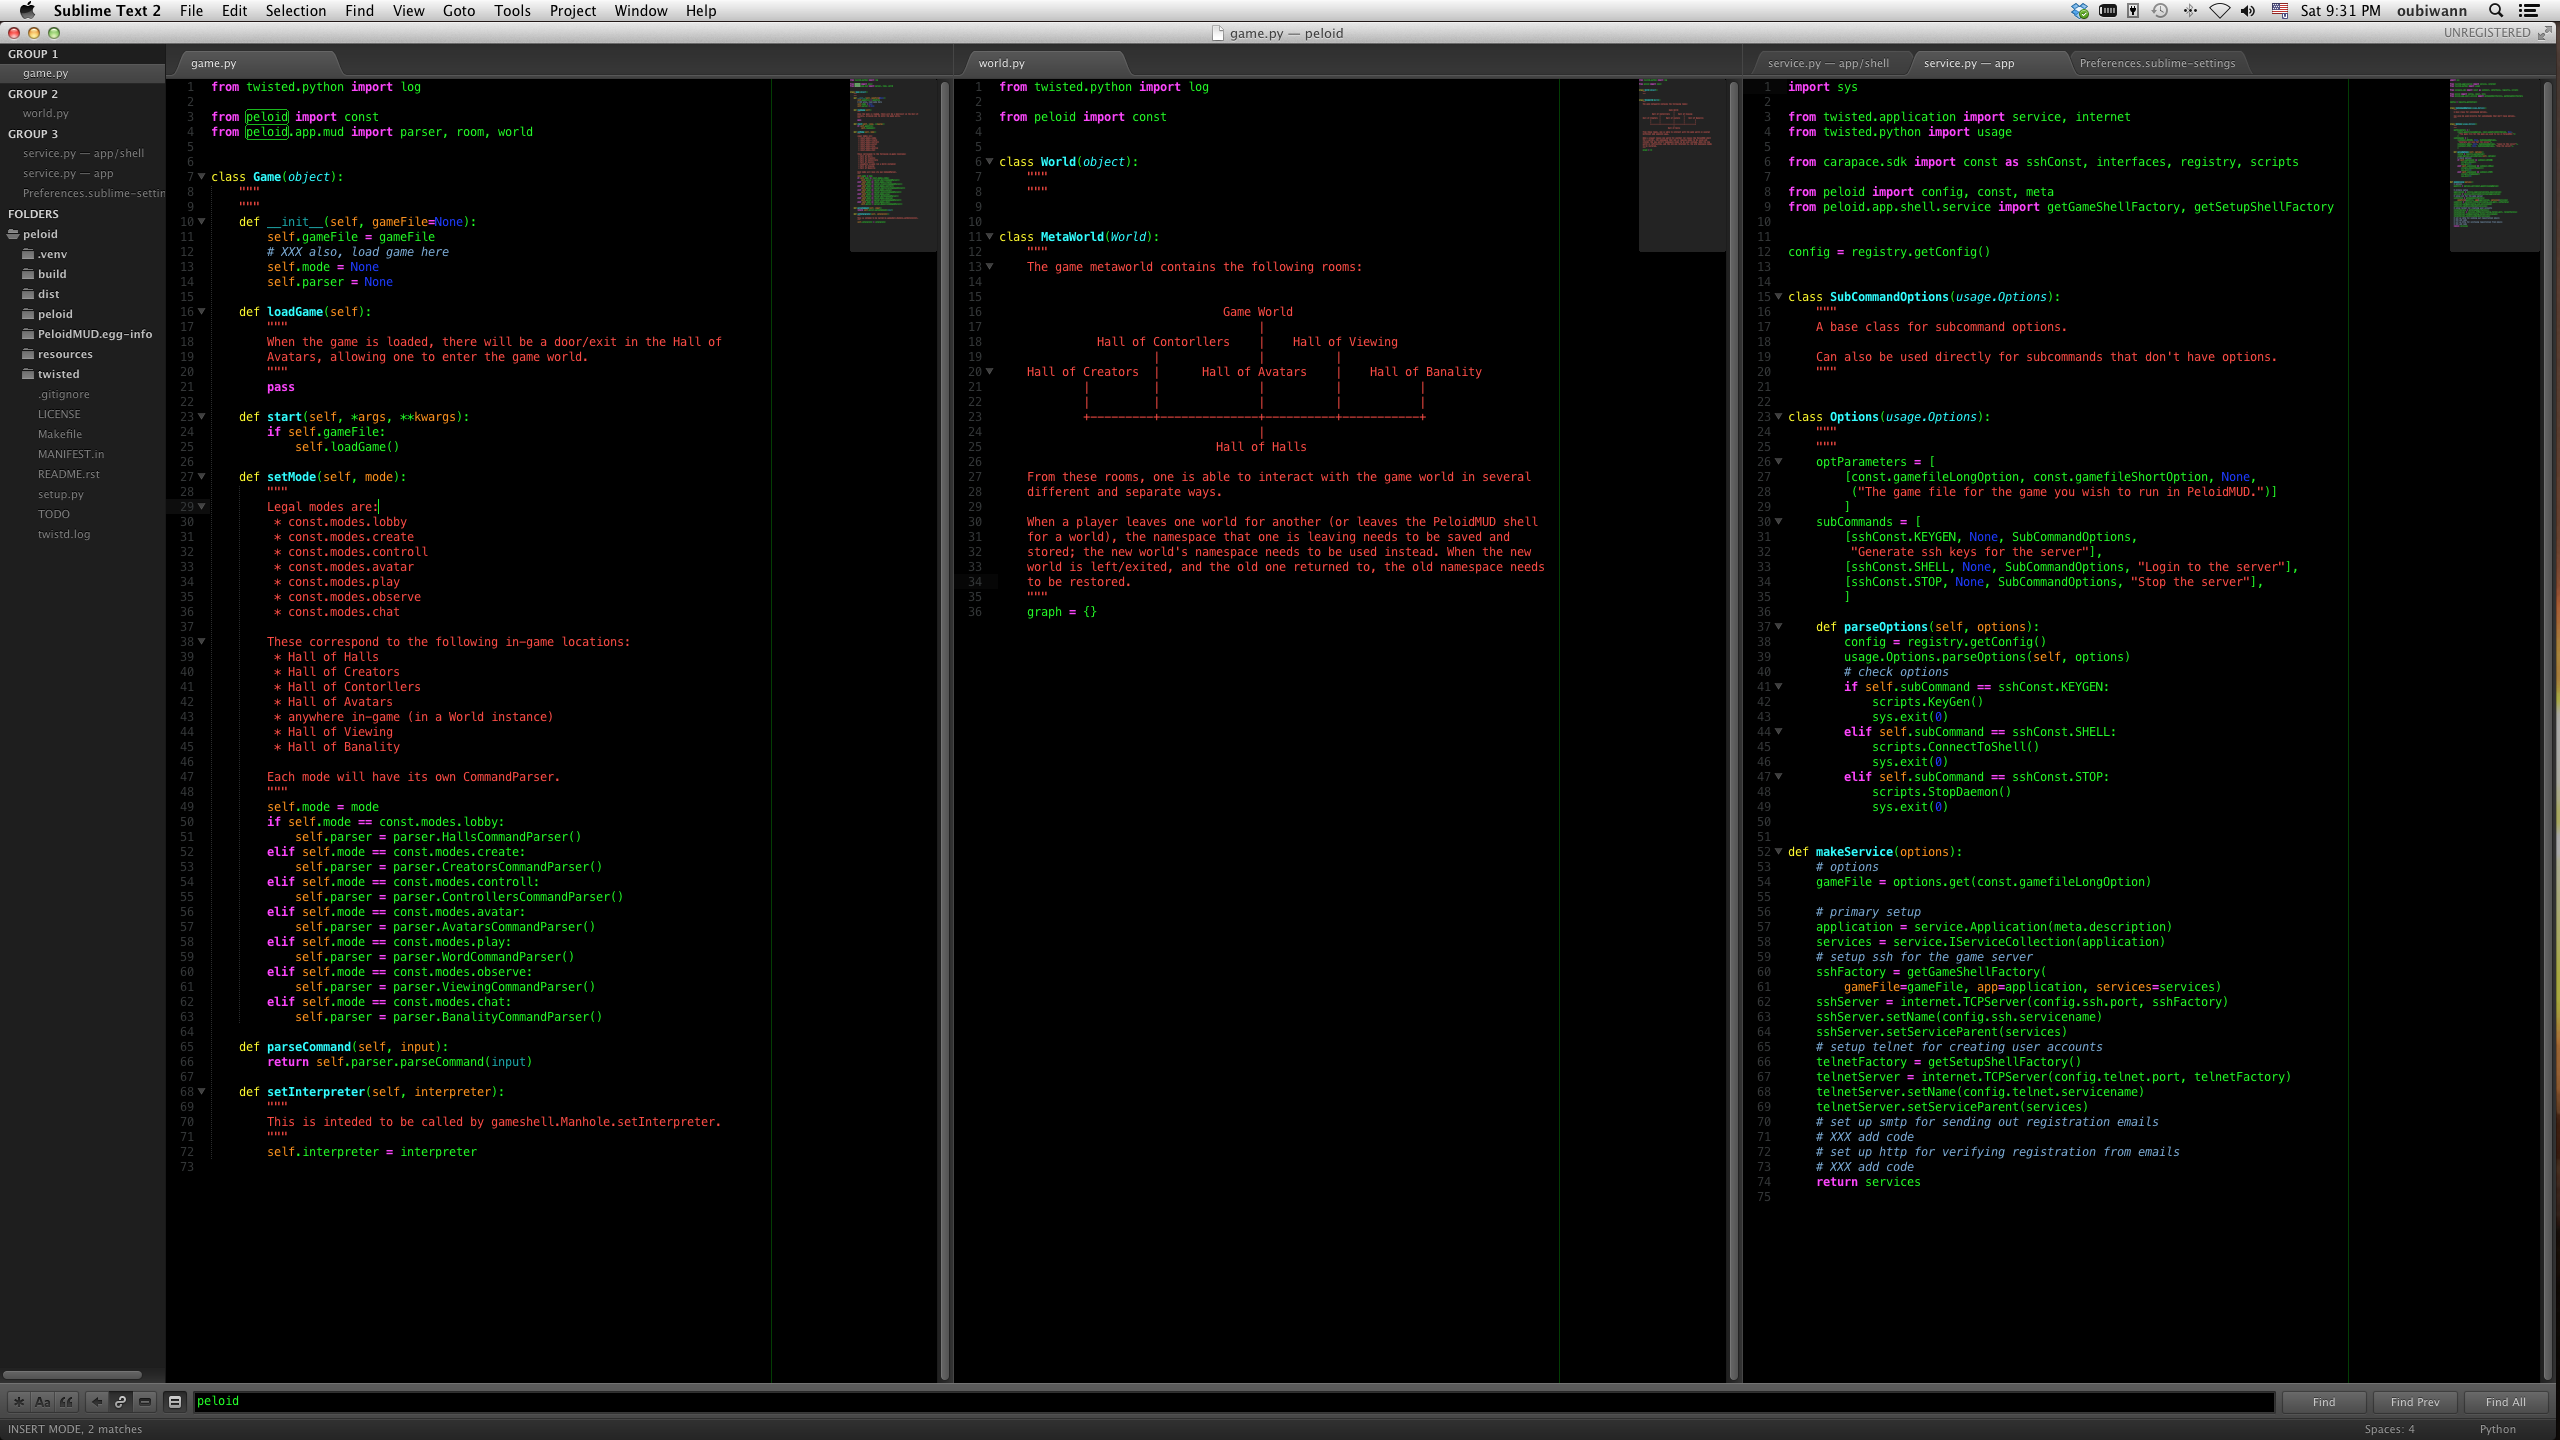 Sublime Text 2 File Edit Selection Find View Goto Tools Project Window Help Sat 9:31 PM oubiwann
game.py — peloid UNREGISTERED
GROUP 1
game.py
GROUP 2
world.py
GROUP 3
service.py — app/shell
service.py — app
Preferences.sublime-settin
FOLDERS
peloid
.venv
build
dist
peloid
PeloidMUD.egg-info
resources
twisted
.gitignore
LICENSE
Makefile
MANIFEST.in
README.rst
setup.py
TODO
twistd.log
game.py
1 from twisted.python import log
2
3 from peloid import const
4 from peloid.app.mud import parser, room, world
5
6
7 class Game(object):
8     """
9     """
10     def __init__(self, gameFile=None):
11         self.gameFile = gameFile
12         # XXX also, load game here
13         self.mode = None
14         self.parser = None
15
16     def loadGame(self):
17         """
18         When the game is loaded, there will be a door/exit in the Hall of
19         Avatars, allowing one to enter the game world.
20         """
21         pass
22
23     def start(self, *args, **kwargs):
24         if self.gameFile:
25             self.loadGame()
26
27     def setMode(self, mode):
28         """
29         Legal modes are:
30          * const.modes.lobby
31          * const.modes.create
32          * const.modes.controll
33          * const.modes.avatar
34          * const.modes.play
35          * const.modes.observe
36          * const.modes.chat
37
38         These correspond to the following in-game locations:
39          * Hall of Halls
40          * Hall of Creators
41          * Hall of Contorllers
42          * Hall of Avatars
43          * anywhere in-game (in a World instance)
44          * Hall of Viewing
45          * Hall of Banality
46
47         Each mode will have its own CommandParser.
48         """
49         self.mode = mode
50         if self.mode == const.modes.lobby:
51             self.parser = parser.HallsCommandParser()
52         elif self.mode == const.modes.create:
53             self.parser = parser.CreatorsCommandParser()
54         elif self.mode == const.modes.controll:
55             self.parser = parser.ControllersCommandParser()
56         elif self.mode == const.modes.avatar:
57             self.parser = parser.AvatarsCommandParser()
58         elif self.mode == const.modes.play:
59             self.parser = parser.WordCommandParser()
60         elif self.mode == const.modes.observe:
61             self.parser = parser.ViewingCommandParser()
62         elif self.mode == const.modes.chat:
63             self.parser = parser.BanalityCommandParser()
64
65     def parseCommand(self, input):
66         return self.parser.parseCommand(input)
67
68     def setInterpreter(self, interpreter):
69         """
70         This is inteded to be called by gameshell.Manhole.setInterpreter.
71         """
72         self.interpreter = interpreter
73
world.py
1 from twisted.python import log
2
3 from peloid import const
4
5
6 class World(object):
7     """
8     """
9
10
11 class MetaWorld(World):
12     """
13     The game metaworld contains the following rooms:
14
15
16                                 Game World
17                                      |
18               Hall of Contorllers    |    Hall of Viewing
19                       |              |          |
20     Hall of Creators  |      Hall of Avatars    |    Hall of Banality
21             |         |              |          |           |
22             |         |              |          |           |
23             +---------+--------------+----------+-----------+
24                                      |
25                               Hall of Halls
26
27     From these rooms, one is able to interact with the game world in several
28     different and separate ways.
29
30     When a player leaves one world for another (or leaves the PeloidMUD shell
31     for a world), the namespace that one is leaving needs to be saved and
32     stored; the new world's namespace needs to be used instead. When the new
33     world is left/exited, and the old one returned to, the old namespace needs
34     to be restored.
35     """
36     graph = {}
service.py — app/shell service.py — app Preferences.sublime-settings
1 import sys
2
3 from twisted.application import service, internet
4 from twisted.python import usage
5
6 from carapace.sdk import const as sshConst, interfaces, registry, scripts
7
8 from peloid import config, const, meta
9 from peloid.app.shell.service import getGameShellFactory, getSetupShellFactory
10
11
12 config = registry.getConfig()
13
14
15 class SubCommandOptions(usage.Options):
16     """
17     A base class for subcommand options.
18
19     Can also be used directly for subcommands that don't have options.
20     """
21
22
23 class Options(usage.Options):
24     """
25     """
26     optParameters = [
27         [const.gamefileLongOption, const.gamefileShortOption, None,
28          ("The game file for the game you wish to run in PeloidMUD.")]
29         ]
30     subCommands = [
31         [sshConst.KEYGEN, None, SubCommandOptions,
32          "Generate ssh keys for the server"],
33         [sshConst.SHELL, None, SubCommandOptions, "Login to the server"],
34         [sshConst.STOP, None, SubCommandOptions, "Stop the server"],
35         ]
36
37     def parseOptions(self, options):
38         config = registry.getConfig()
39         usage.Options.parseOptions(self, options)
40         # check options
41         if self.subCommand == sshConst.KEYGEN:
42             scripts.KeyGen()
43             sys.exit(0)
44         elif self.subCommand == sshConst.SHELL:
45             scripts.ConnectToShell()
46             sys.exit(0)
47         elif self.subCommand == sshConst.STOP:
48             scripts.StopDaemon()
49             sys.exit(0)
50
51
52 def makeService(options):
53     # options
54     gameFile = options.get(const.gamefileLongOption)
55
56     # primary setup
57     application = service.Application(meta.description)
58     services = service.IServiceCollection(application)
59     # setup ssh for the game server
60     sshFactory = getGameShellFactory(
61         gameFile=gameFile, app=application, services=services)
62     sshServer = internet.TCPServer(config.ssh.port, sshFactory)
63     sshServer.setName(config.ssh.servicename)
64     sshServer.setServiceParent(services)
65     # setup telnet for creating user accounts
66     telnetFactory = getSetupShellFactory()
67     telnetServer = internet.TCPServer(config.telnet.port, telnetFactory)
68     telnetServer.setName(config.telnet.servicename)
69     telnetServer.setServiceParent(services)
70     # set up smtp for sending out registration emails
71     # XXX add code
72     # set up http for verifying registration from emails
73     # XXX add code
74     return services
75
peloid Find Find Prev Find All
INSERT MODE, 2 matches Spaces: 4 Python